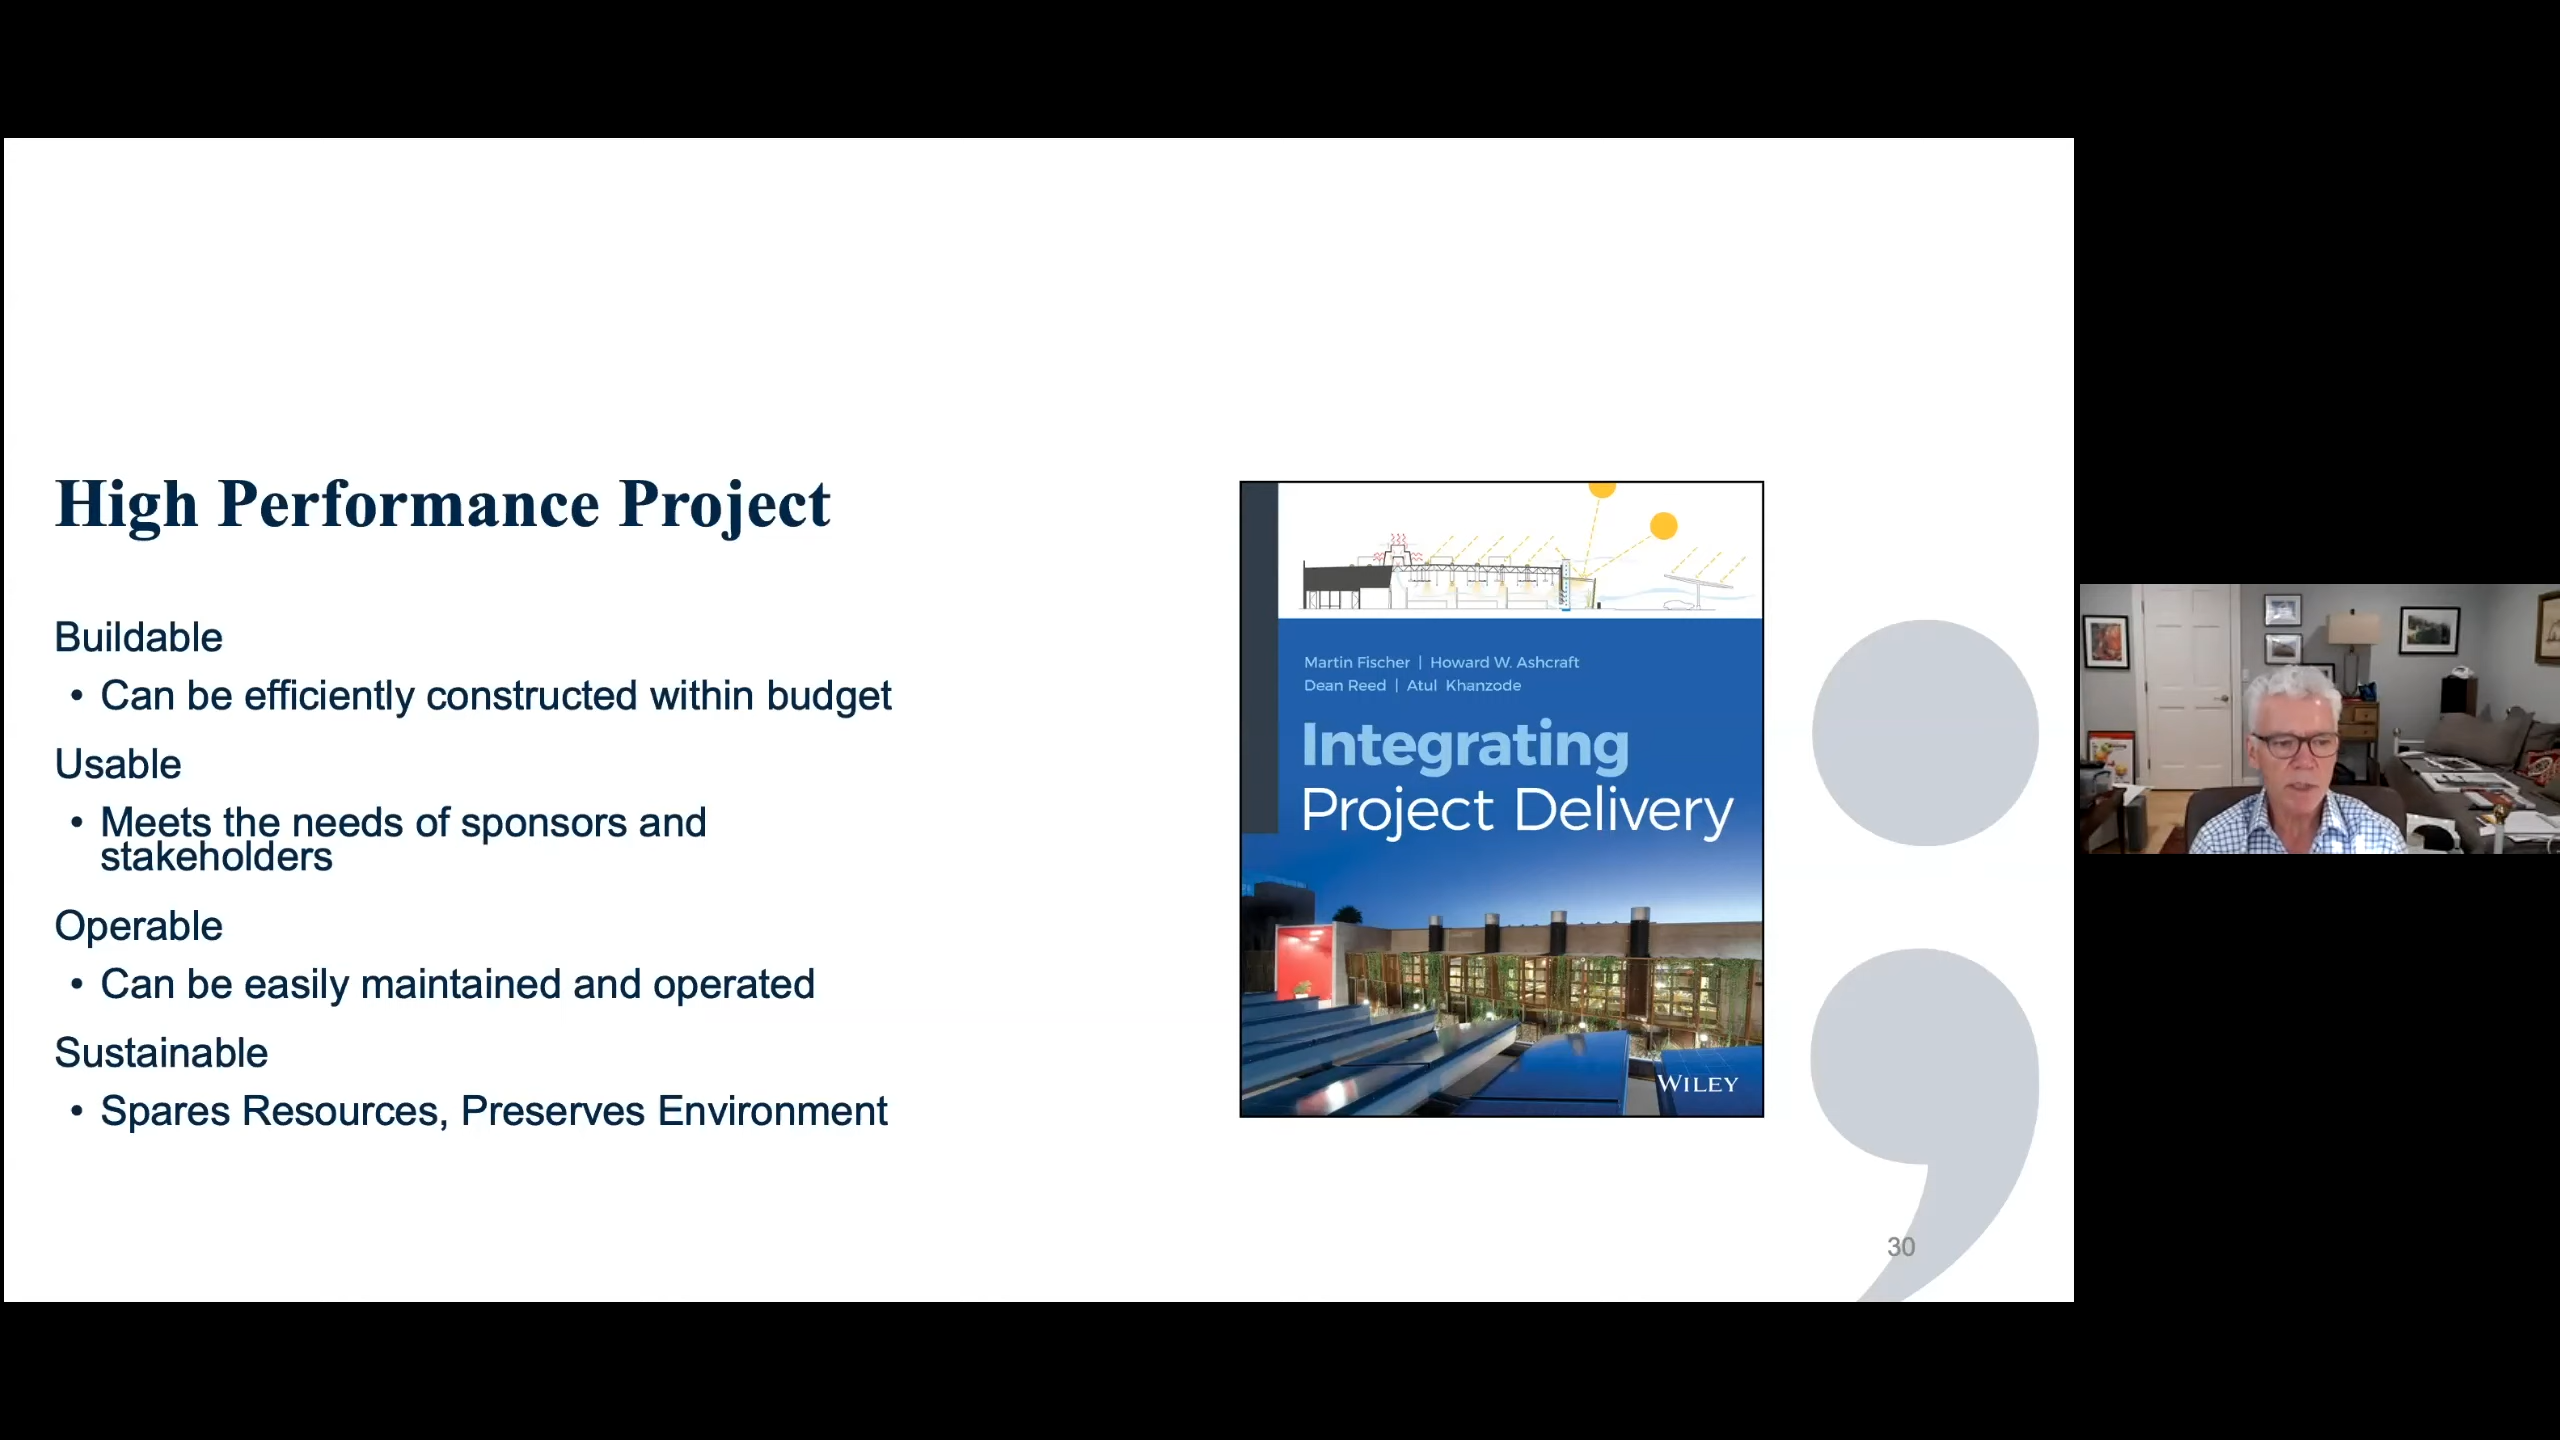 High Performance Project
Buildable
• Can be efficiently constructed within budget
Usable
• Meets the needs of sponsors and
stakeholders
Operable
• Can be easily maintained and operated
Sustainable
• Spares Resources, Preserves Environment
Martin Fischer | Howard W. Ashcraft
Dean Reed | Atul Khanzode
Integrating
Project Delivery
WILEY
30